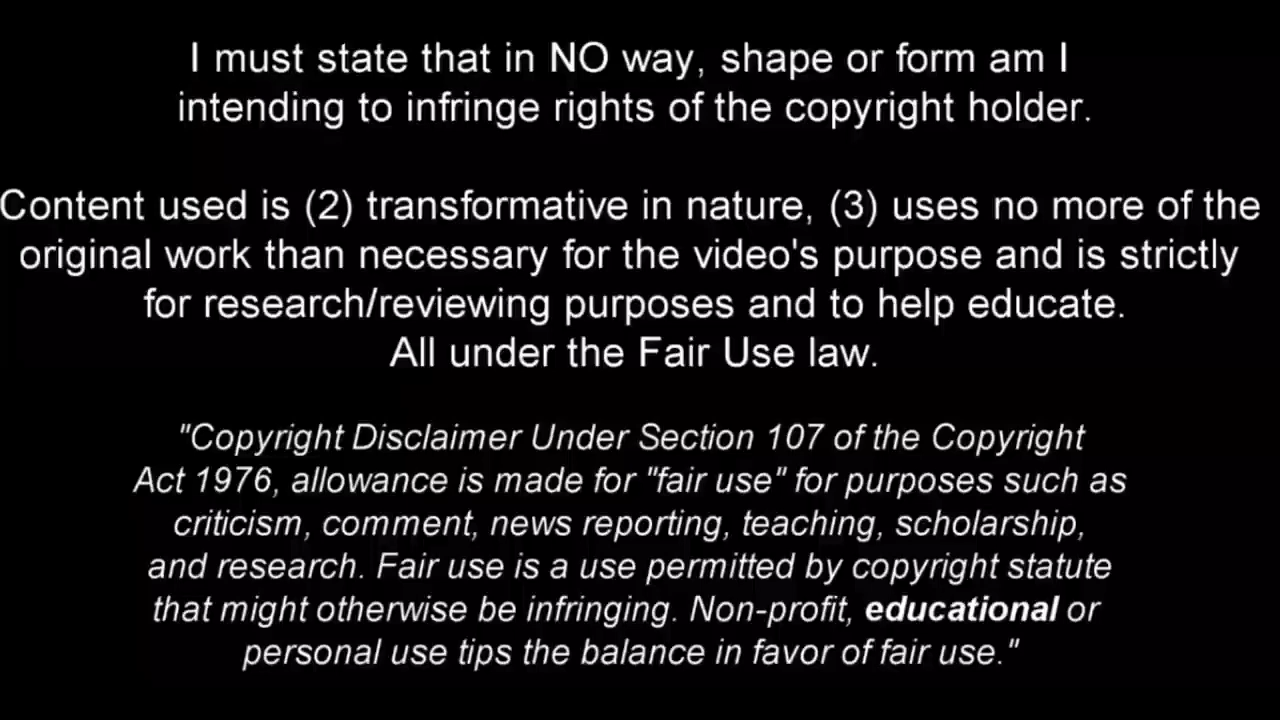 I must state that in NO way, shape or form am I
intending to infringe rights of the copyright holder.
Content used is (2) transformative in nature, (3) uses no more of the
original work than necessary for the video's purpose and is strictly
for research/reviewing purposes and to help educate.
All under the Fair Use law.
"Copyright Disclaimer Under Section 107 of the Copyright
Act 1976, allowance is made for "fair use" for purposes such as
criticism, comment, news reporting, teaching, scholarship,
and research. Fair use is a use permitted by copyright statute
that might otherwise be infringing. Non-profit, educational or
personal use tips the balance in favor of fair use."